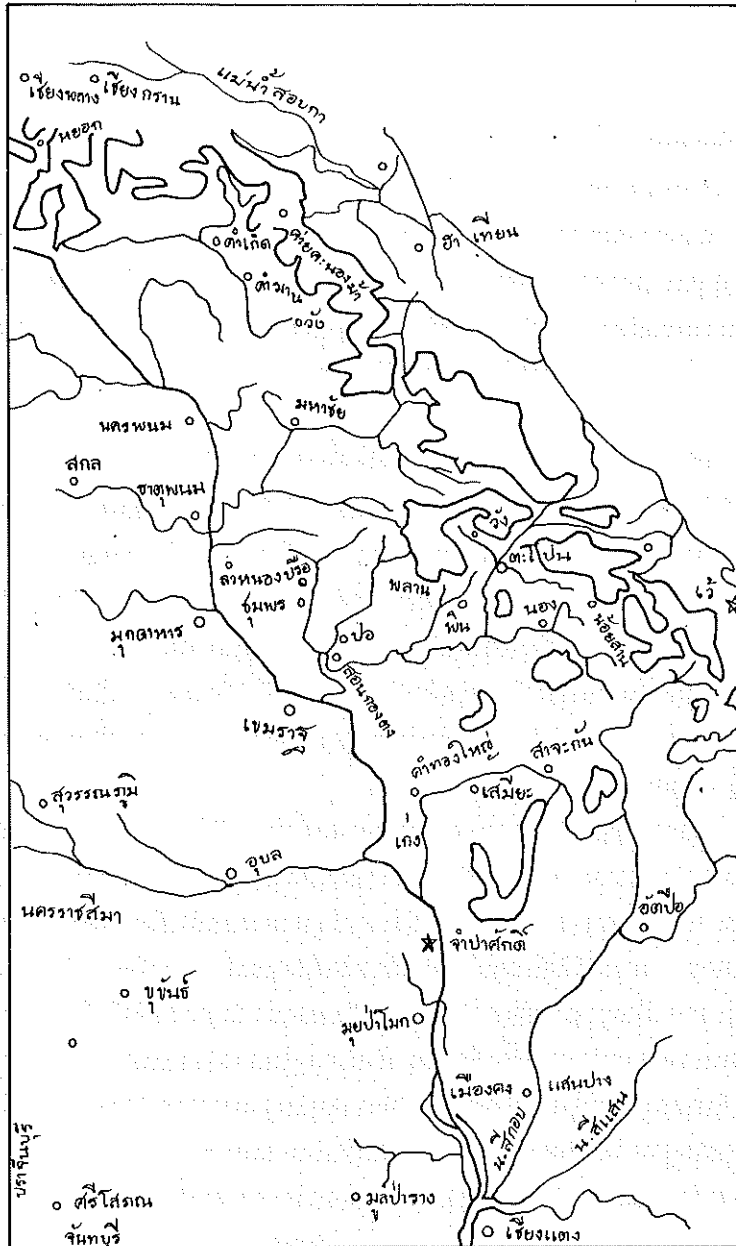 แม่น้ำสองกา
เชียงขวาง
เชียงกราน
หยอก
คำเกิด
ค่ายคะนองม้า
ฮาเทียน
คำมาน
วัง
นครพนม
มหาชัย
สกล
ธาตุพนม
วัง
ตะโปน
ลำหนองปรือ
พลาน
ชุมพร
พิน
นอง
น้อยสาน
เว้
มุกดาหาร
ป่อ
สอนกองดง
เขมราฐ
คำทองใหญ่
สาจะกัน
เสมียะ
สุวรรณภูมิ
เก่ง
อุบล
นครราชสีมา
อัตปือ
จำปาศักดิ์
ขุขันธ์
มุยป่าโมก
เมืองคง
แสนปาง
น.สีกอบ
น.สีแสน
ปราจีนบุรี
ศรีโสภณ
มูลป่าราง
จันทบุรี
เชียงแตง